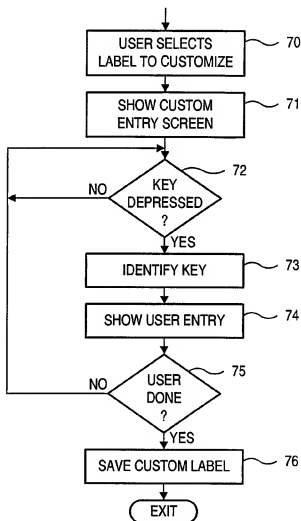 USER SELECTS
LABEL TO CUSTOMIZE
70
SHOW CUSTOM
ENTRY SCREEN
71
72
NO
KEY
DEPRESSED
?
YES
IDENTIFY KEY
73
SHOW USER ENTRY
74
75
NO
USER
DONE
?
YES
SAVE CUSTOM LABEL
76
EXIT